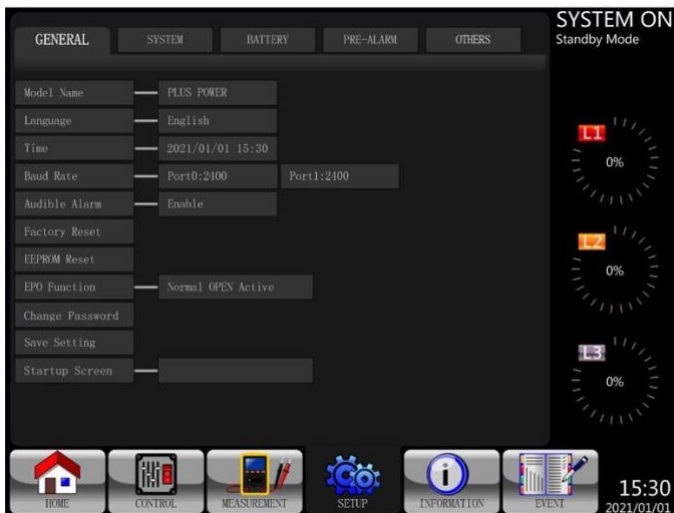 SYSTEM ON
Standby Mode
GENERAL SYSTEM BATTERY PRE-ALARM OTHERS
Model Name PLUS POWER
Language English
Time 2021/01/01 15:30
Baud Rate Port0:2400 Port1:2400
Audible Alarm Enable
Factory Reset
EEPROM Reset
EPO Function Normal OPEN Active
Change Password
Save Setting
Startup Screen
L1
0%
L2
0%
L3
0%
HOME CONTROL MEASUREMENT SETUP INFORMATION EVENT
15:30
2021/01/01